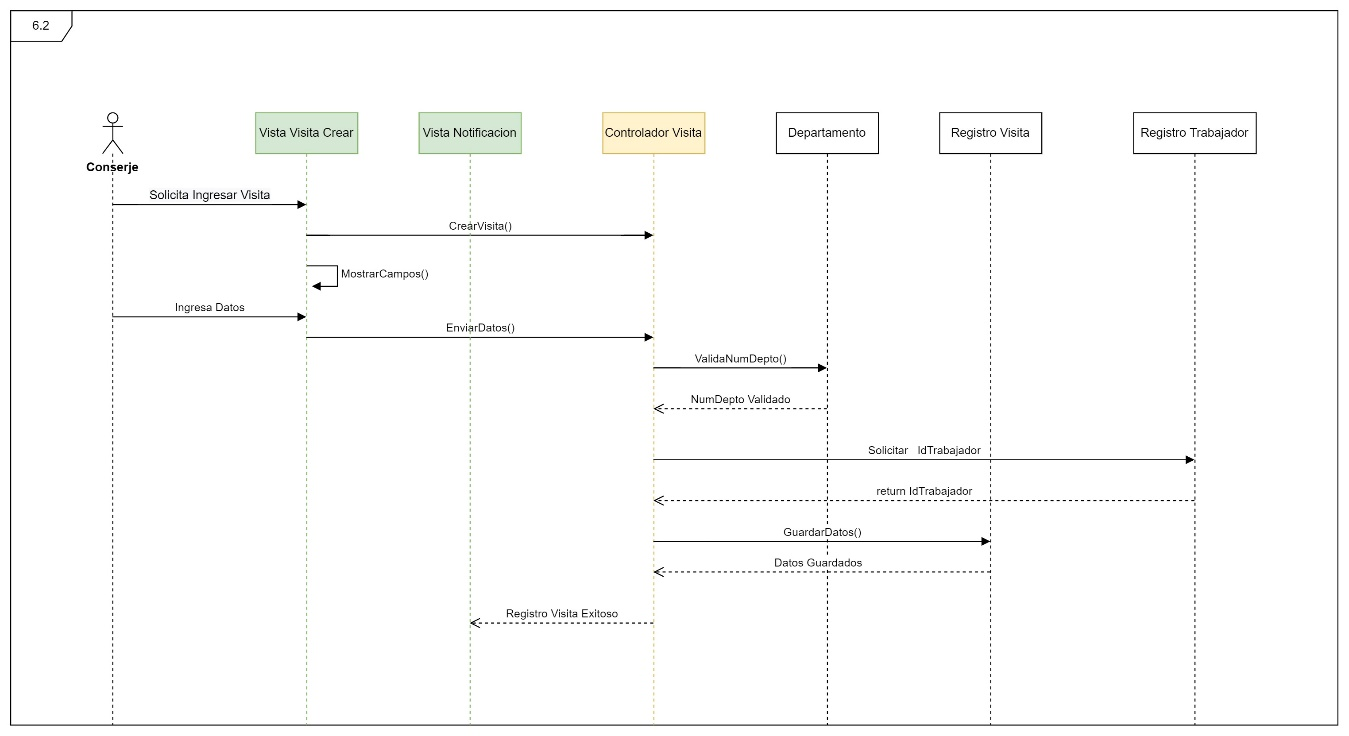 6.2
Vista Visita Crear
Vista Notificacion
Controlador Visita
Departamento
Registro Visita
Registro Trabajador
Conserje
Solicita Ingresar Visita
CrearVisita()
MostrarCampos()
Ingresa Datos
EnviarDatos()
ValidaNumDepto()
NumDepto Validado
Solicitar IdTrabajador
return IdTrabajador
GuardarDatos()
Datos Guardados
Registro Visita Exitoso